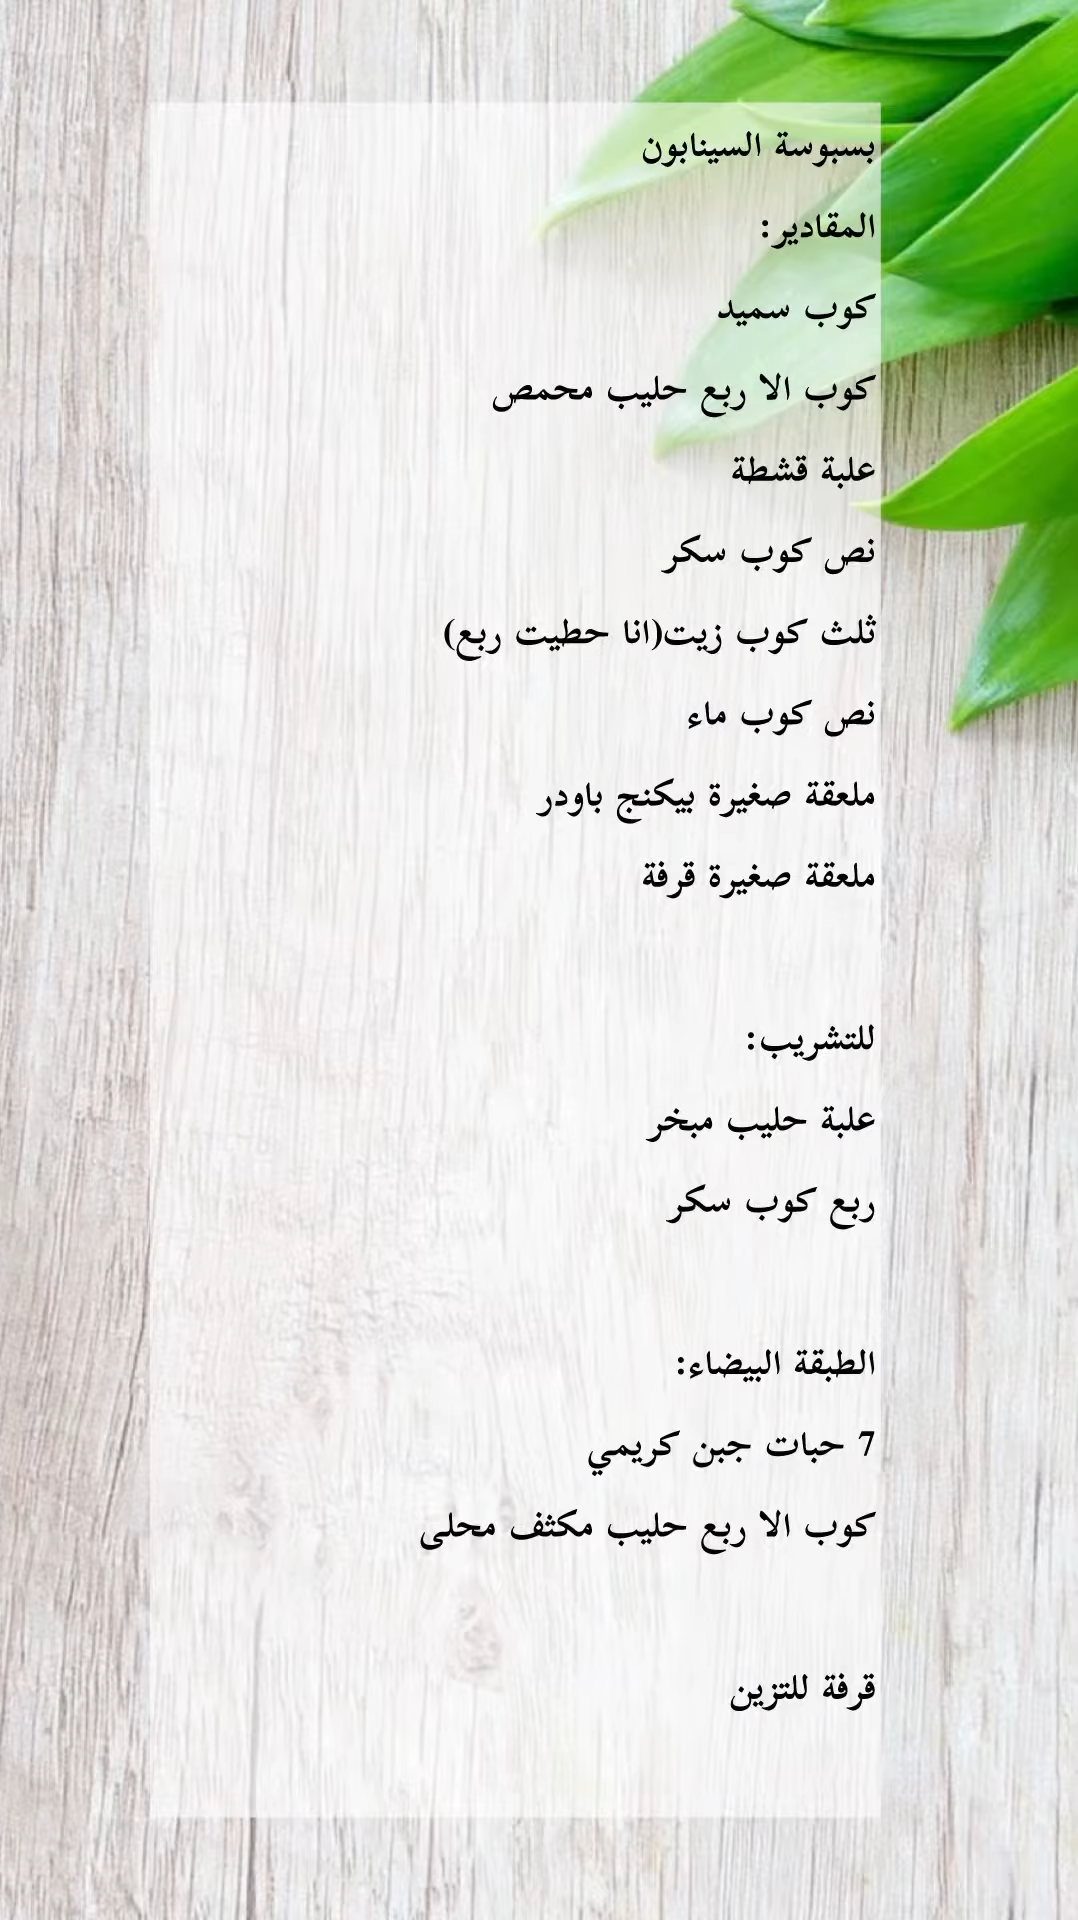 بسبوسة السينابون
المقادير:
كوب سميد
كوب الا ربع حليب محمص
علبة قشطة
نص كوب سكر
ثلث كوب زيت(انا حطيت ربع)
نص كوب ماء
ملعقة صغيرة بيكنج باودر
ملعقة صغيرة قرفة
للتشريب:
علبة حليب مبخر
ربع كوب سكر
الطبقة البيضاء:
7 حبات جبن كريمي
كوب الا ربع حليب مكثف محلى
قرفة للتزين